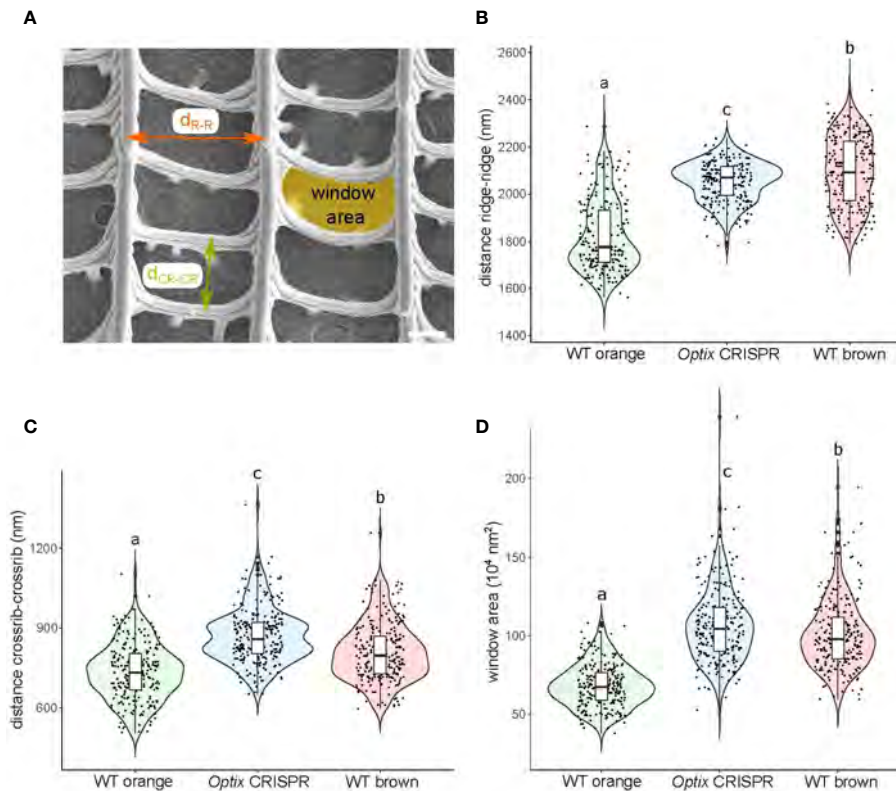 A
d_R-R
window
area
d_CR-CR
B
distance ridge-ridge (nm)
2600
2400
2200
2000
1800
1600
1400
a
c
b
WT orange
Optix CRISPR
WT brown
C
distance crossrib-crossrib (nm)
1200
900
600
a
c
b
WT orange
Optix CRISPR
WT brown
D
window area (10⁴ nm²)
200
150
100
50
a
c
b
WT orange
Optix CRISPR
WT brown